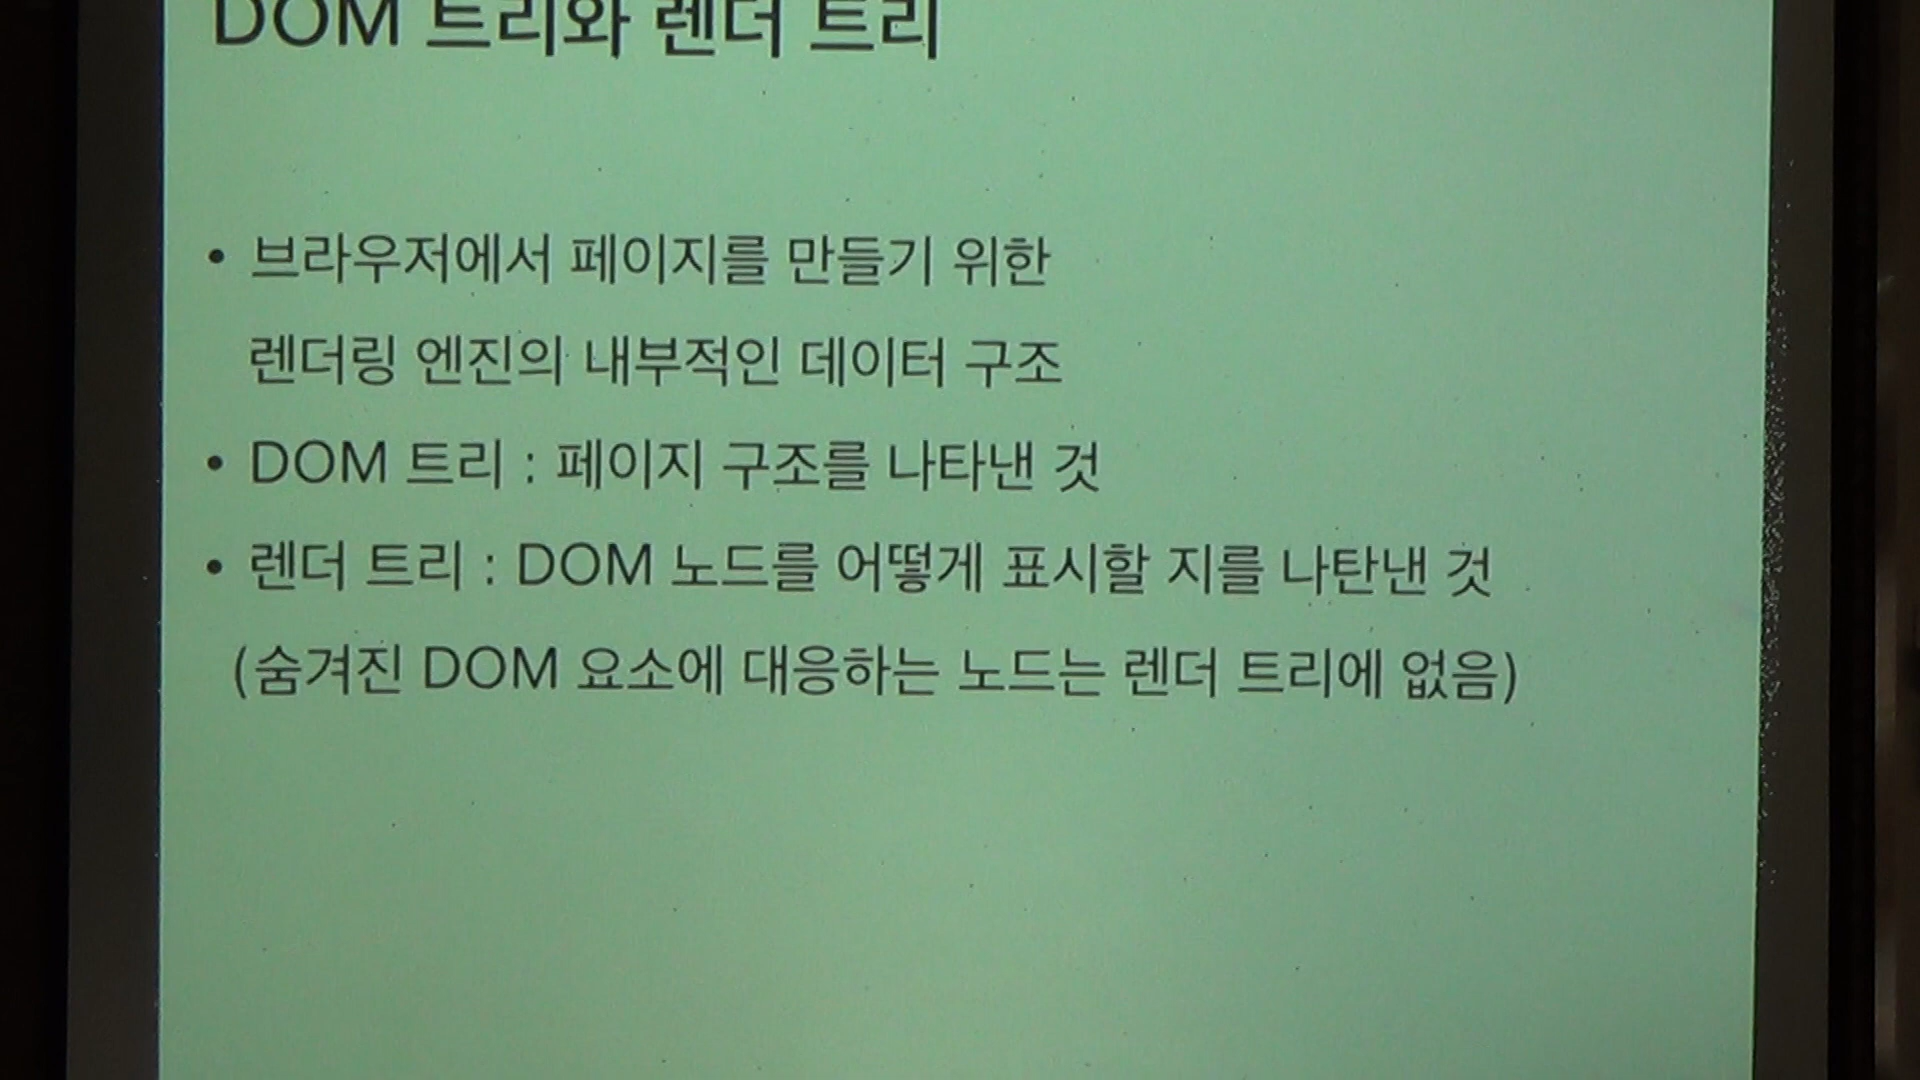 DOM 트리와 렌더 트리
• 브라우저에서 페이지를 만들기 위한
렌더링 엔진의 내부적인 데이터 구조
• DOM 트리 : 페이지 구조를 나타낸 것
• 렌더 트리 : DOM 노드를 어떻게 표시할 지를 나탄낸 것
(숨겨진 DOM 요소에 대응하는 노드는 렌더 트리에 없음)